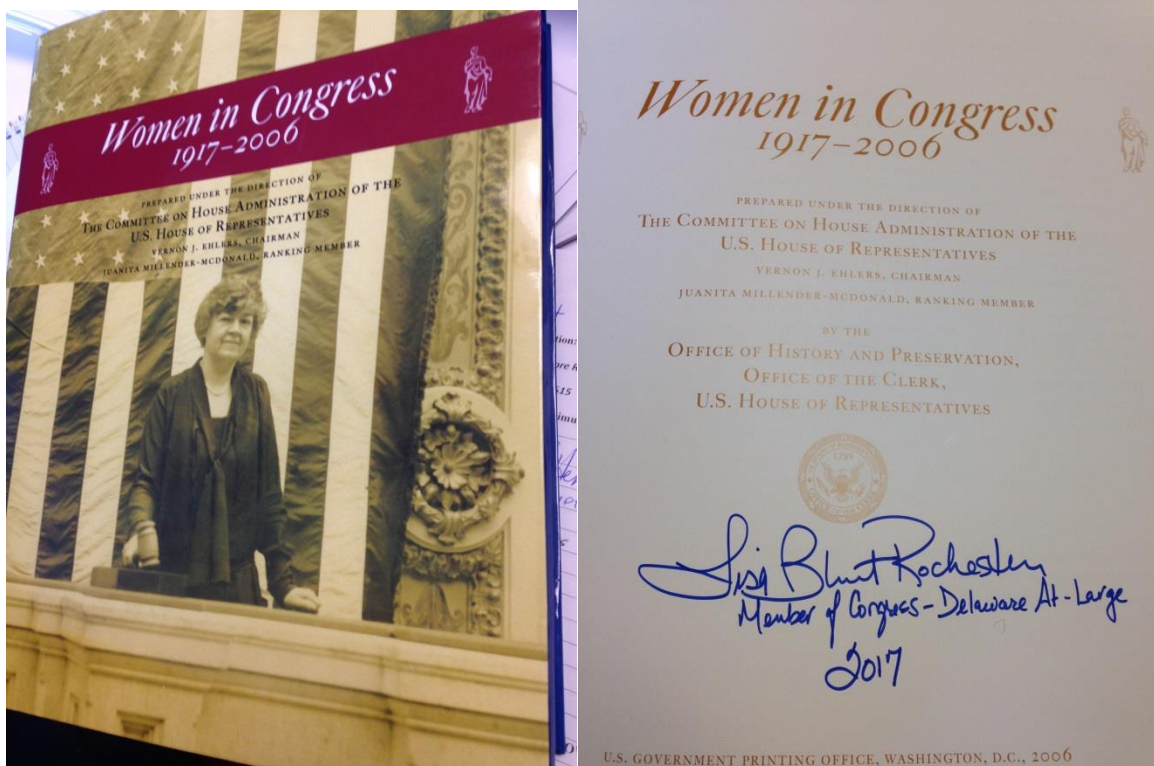 Women in Congress
1917–2006
PREPARED UNDER THE DIRECTION OF
THE COMMITTEE ON HOUSE ADMINISTRATION OF THE
U.S. HOUSE OF REPRESENTATIVES
VERNON J. EHLERS, CHAIRMAN
JUANITA MILLENDER-MCDONALD, RANKING MEMBER
tion:
ore
515
Women in Congress
1917–2006
PREPARED UNDER THE DIRECTION OF
THE COMMITTEE ON HOUSE ADMINISTRATION OF THE
U.S. HOUSE OF REPRESENTATIVES
VERNON J. EHLERS, CHAIRMAN
JUANITA MILLENDER-MCDONALD, RANKING MEMBER
BY THE
OFFICE OF HISTORY AND PRESERVATION,
OFFICE OF THE CLERK,
U.S. HOUSE OF REPRESENTATIVES
1789
Lisa Blunt Rochester
Member of Congress - Delaware At-Large
2017
U.S. GOVERNMENT PRINTING OFFICE, WASHINGTON, D.C., 2006